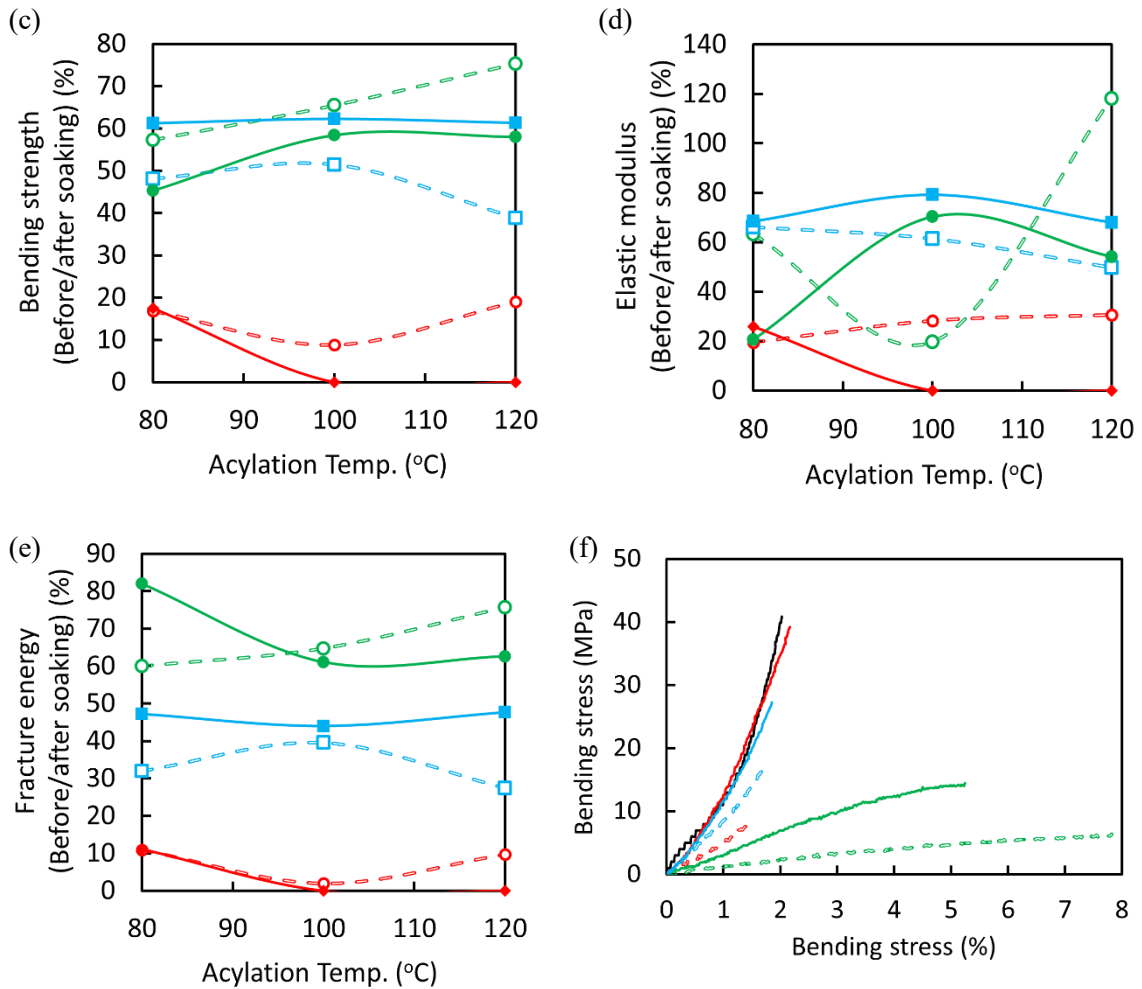 (c)
Bending strength
(Before/after soaking) (%)
80
70
60
50
40
30
20
10
0
80 90 100 110 120
Acylation Temp. (°C)
(d)
Elastic modulus
(Before/after soaking) (%)
140
120
100
80
60
40
20
0
80 90 100 110 120
Acylation Temp. (°C)
(e)
Fracture energy
(Before/after soaking) (%)
90
80
70
60
50
40
30
20
10
0
80 90 100 110 120
Acylation Temp. (°C)
(f)
Bending stress (MPa)
50
40
30
20
10
0
0 1 2 3 4 5 6 7 8
Bending stress (%)